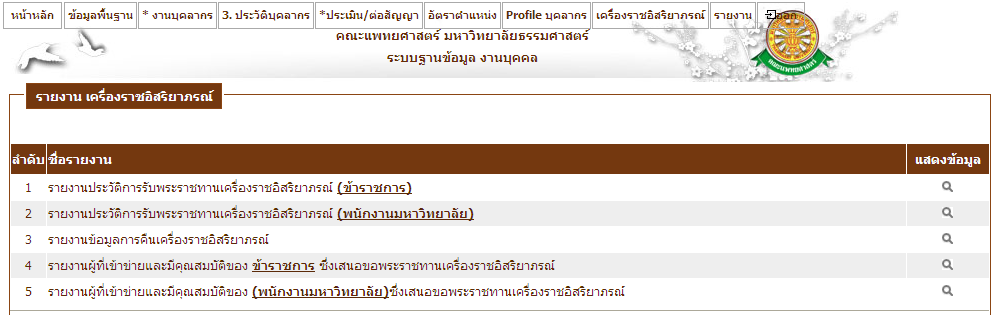 หน้าหลัก ข้อมูลพื้นฐาน * งานบุคลากร 3. ประวัติบุคลากร *ประเมิน/ต่อสัญญา อัตราตำแหน่ง Profile บุคลากร เครื่องราชอิสริยาภรณ์ รายงาน ออก
คณะแพทยศาสตร์ มหาวิทยาลัยธรรมศาสตร์
ระบบฐานข้อมูล งานบุคคล
คณะแพทยศาสตร์
รายงาน เครื่องราชอิสริยาภรณ์
ลำดับ ชื่อรายงาน แสดงข้อมูล
1 รายงานประวัติการรับพระราชทานเครื่องราชอิสริยาภรณ์ (ข้าราชการ)
2 รายงานประวัติการรับพระราชทานเครื่องราชอิสริยาภรณ์ (พนักงานมหาวิทยาลัย)
3 รายงานข้อมูลการคืนเครื่องราชอิสริยาภรณ์
4 รายงานผู้ที่เข้าข่ายและมีคุณสมบัติของ ข้าราชการ ซึ่งเสนอขอพระราชทานเครื่องราชอิสริยาภรณ์
5 รายงานผู้ที่เข้าข่ายและมีคุณสมบัติของ (พนักงานมหาวิทยาลัย)ซึ่งเสนอขอพระราชทานเครื่องราชอิสริยาภรณ์